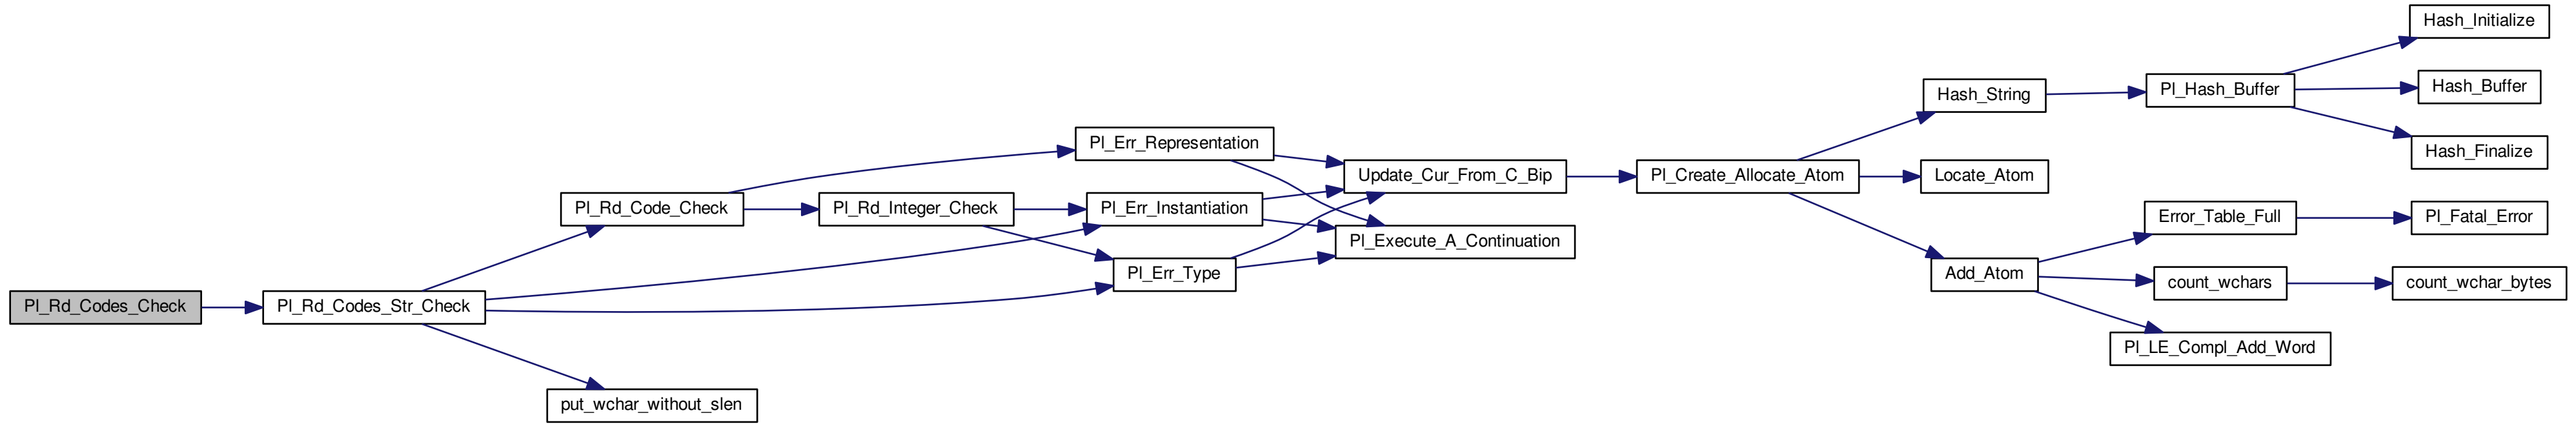 Pl_Rd_Codes_Check
Pl_Rd_Codes_Str_Check
Pl_Rd_Code_Check
put_wchar_without_slen
Pl_Rd_Integer_Check
Pl_Err_Representation
Pl_Err_Instantiation
Pl_Err_Type
Update_Cur_From_C_Bip
Pl_Execute_A_Continuation
Pl_Create_Allocate_Atom
Hash_String
Locate_Atom
Add_Atom
Pl_Hash_Buffer
Error_Table_Full
count_wchars
Pl_LE_Compl_Add_Word
Hash_Initialize
Hash_Buffer
Hash_Finalize
Pl_Fatal_Error
count_wchar_bytes